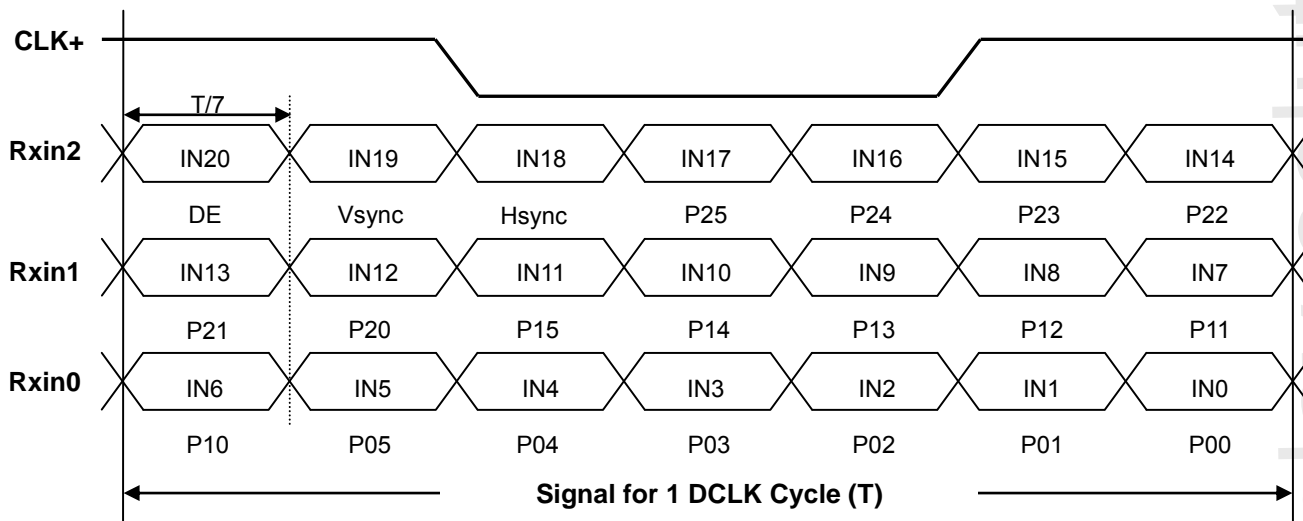 CLK+
T/7
Rxin2 IN20 IN19 IN18 IN17 IN16 IN15 IN14
DE Vsync Hsync P25 P24 P23 P22
Rxin1 IN13 IN12 IN11 IN10 IN9 IN8 IN7
P21 P20 P15 P14 P13 P12 P11
Rxin0 IN6 IN5 IN4 IN3 IN2 IN1 IN0
P10 P05 P04 P03 P02 P01 P00
Signal for 1 DCLK Cycle (T)